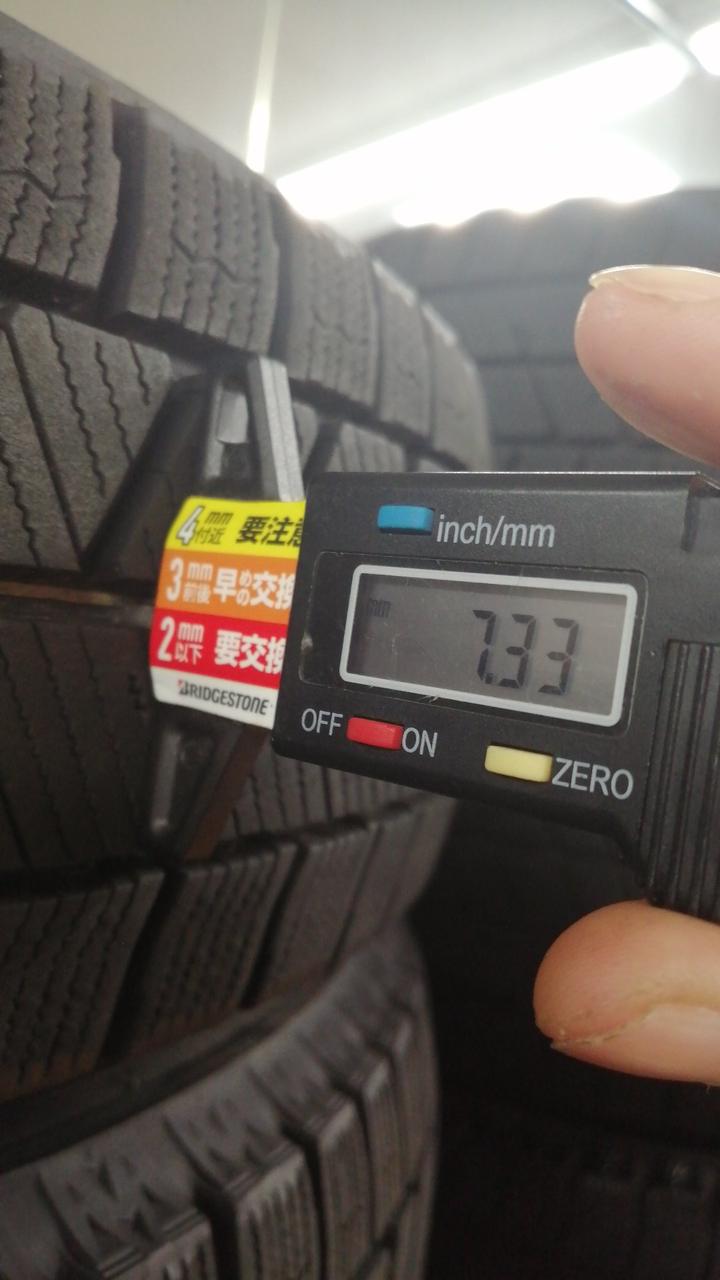 4mm付近 要注意
3mm前後 早めの交換
2mm以下 要交換
BRIDGESTONE
inch/mm
mm 7.33
OFF ON
ZERO